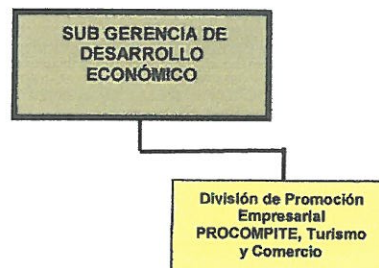 SUB GERENCIA DE
DESARROLLO
ECONÓMICO
División de Promoción
Empresarial
PROCOMPITE, Turismo
y Comercio